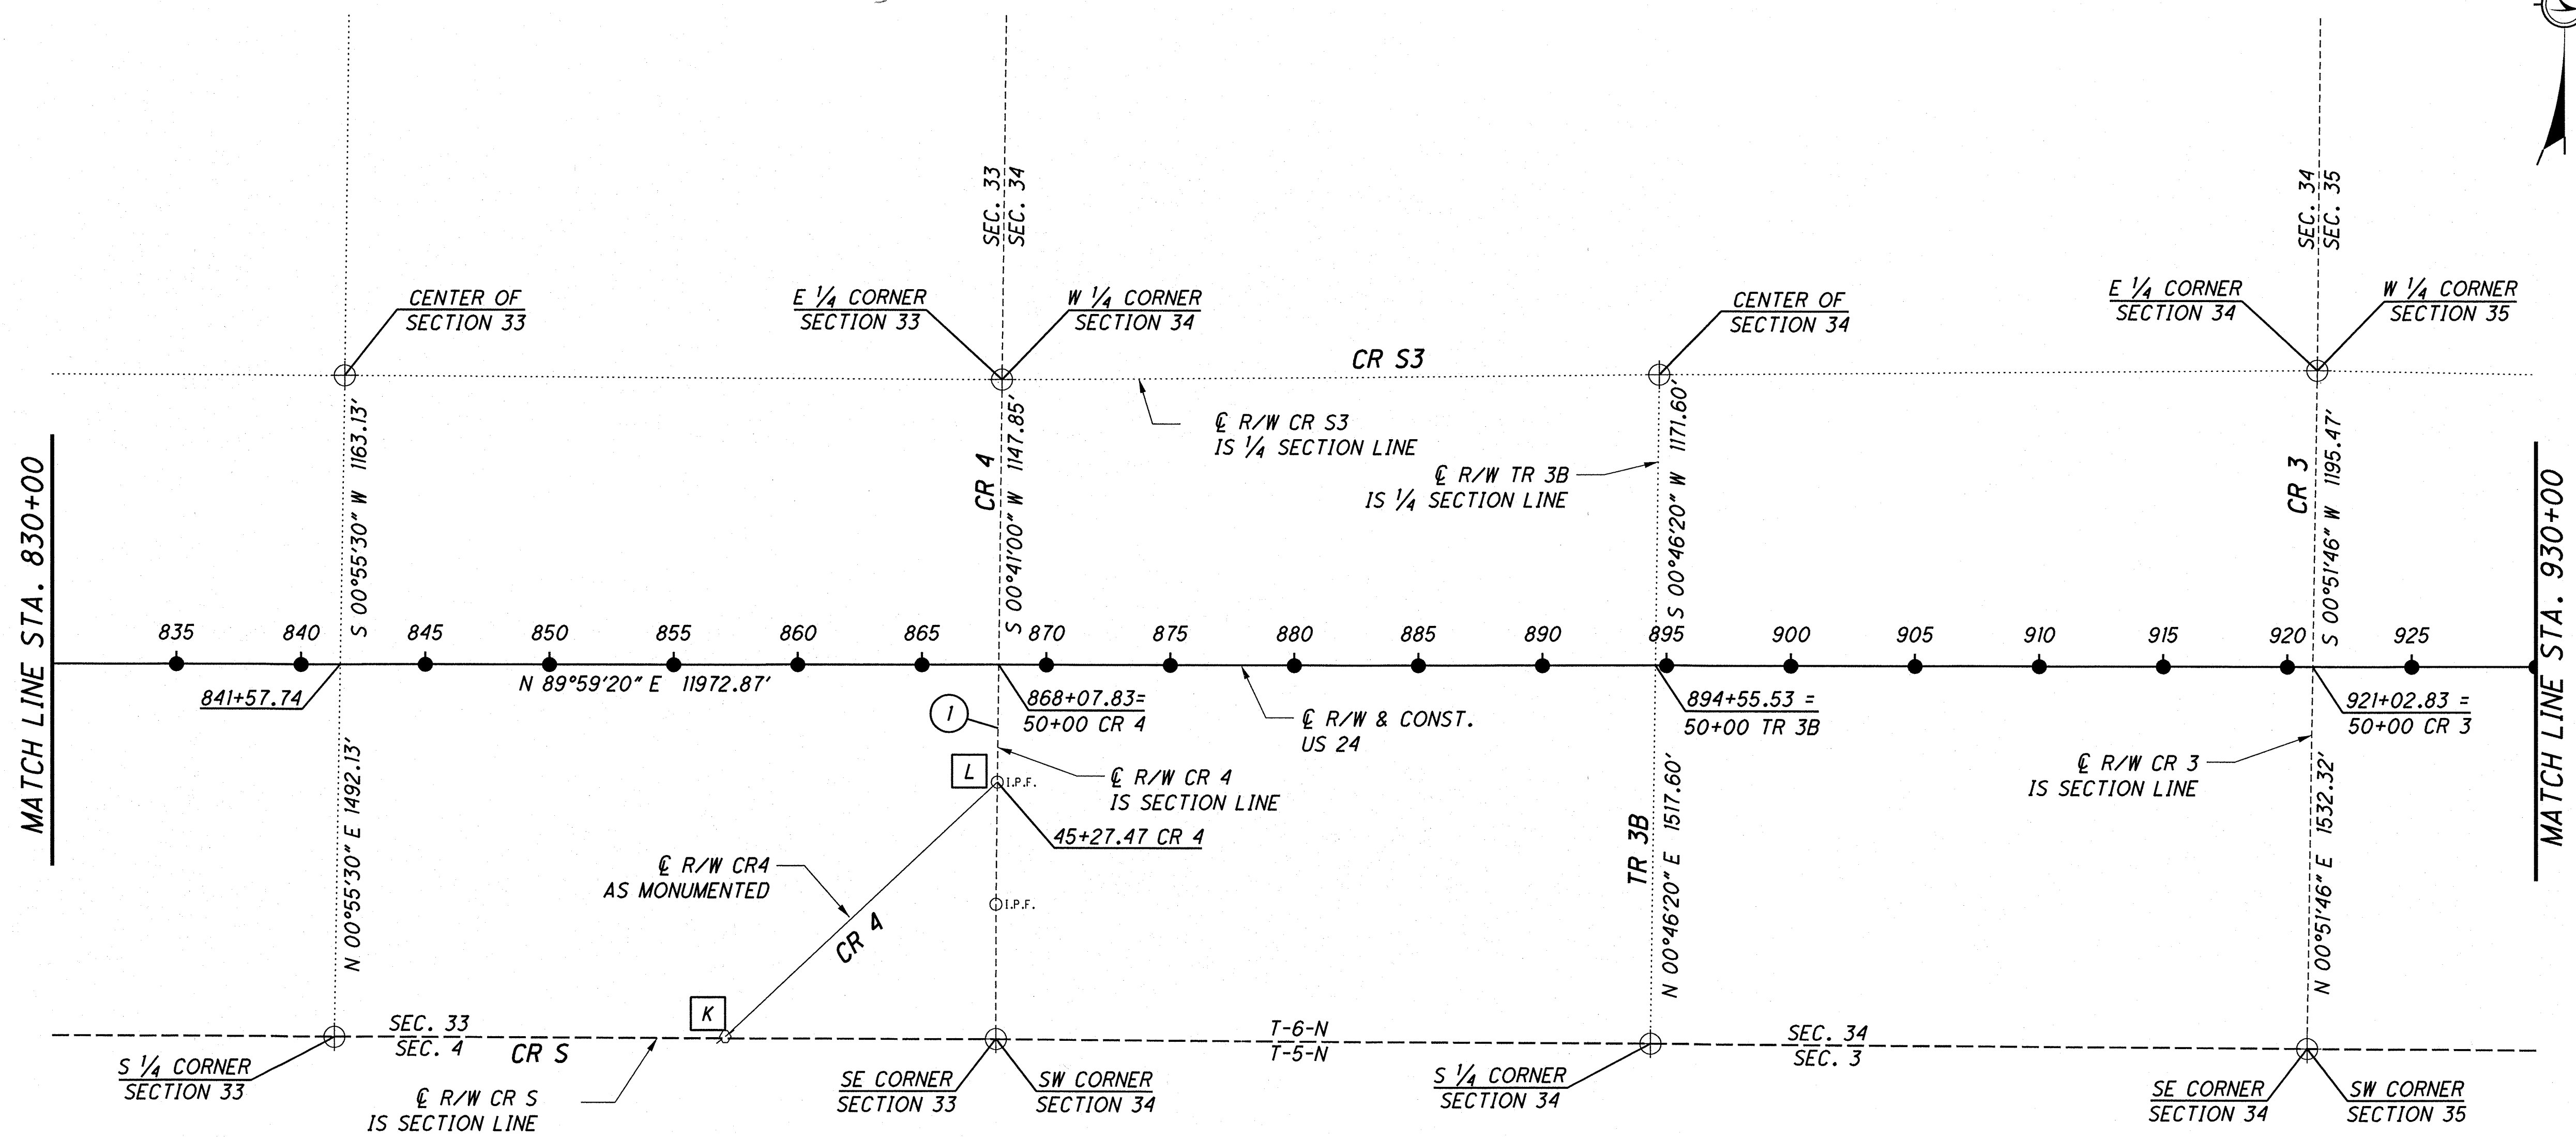 SEC. 33
SEC. 34
SEC. 34
SEC. 35
CENTER OF
SECTION 33
E 1/4 CORNER
SECTION 33
W 1/4 CORNER
SECTION 34
CENTER OF
SECTION 34
E 1/4 CORNER
SECTION 34
W 1/4 CORNER
SECTION 35
CR S3
℄ R/W CR S3
IS 1/4 SECTION LINE
℄ R/W TR 3B
IS 1/4 SECTION LINE
MATCH LINE STA. 830+00
S 00°55'30" W 1163.13'
CR 4
S 00°41'00" W 1147.85'
S 00°46'20" W 1171.60'
CR 3
S 00°51'46" W 1195.47'
MATCH LINE STA. 930+00
835
840
845
850
855
860
865
870
875
880
885
890
895
900
905
910
915
920
925
841+57.74
N 89°59'20" E 11972.87'
868+07.83=
50+00 CR 4
℄ R/W & CONST.
US 24
894+55.53 =
50+00 TR 3B
921+02.83 =
50+00 CR 3
1
L
I.P.F.
℄ R/W CR 4
IS SECTION LINE
℄ R/W CR 3
IS SECTION LINE
45+27.47 CR 4
℄ R/W CR4
AS MONUMENTED
I.P.F.
CR 4
N 00°55'30" E 1492.13'
TR 3B
N 00°46'20" E 1517.60'
N 00°51'46" E 1532.32'
K
SEC. 33
SEC. 4
CR S
T-6-N
T-5-N
SEC. 34
SEC. 3
S 1/4 CORNER
SECTION 33
℄ R/W CR S
IS SECTION LINE
SE CORNER
SECTION 33
SW CORNER
SECTION 34
S 1/4 CORNER
SECTION 34
SE CORNER
SECTION 34
SW CORNER
SECTION 35